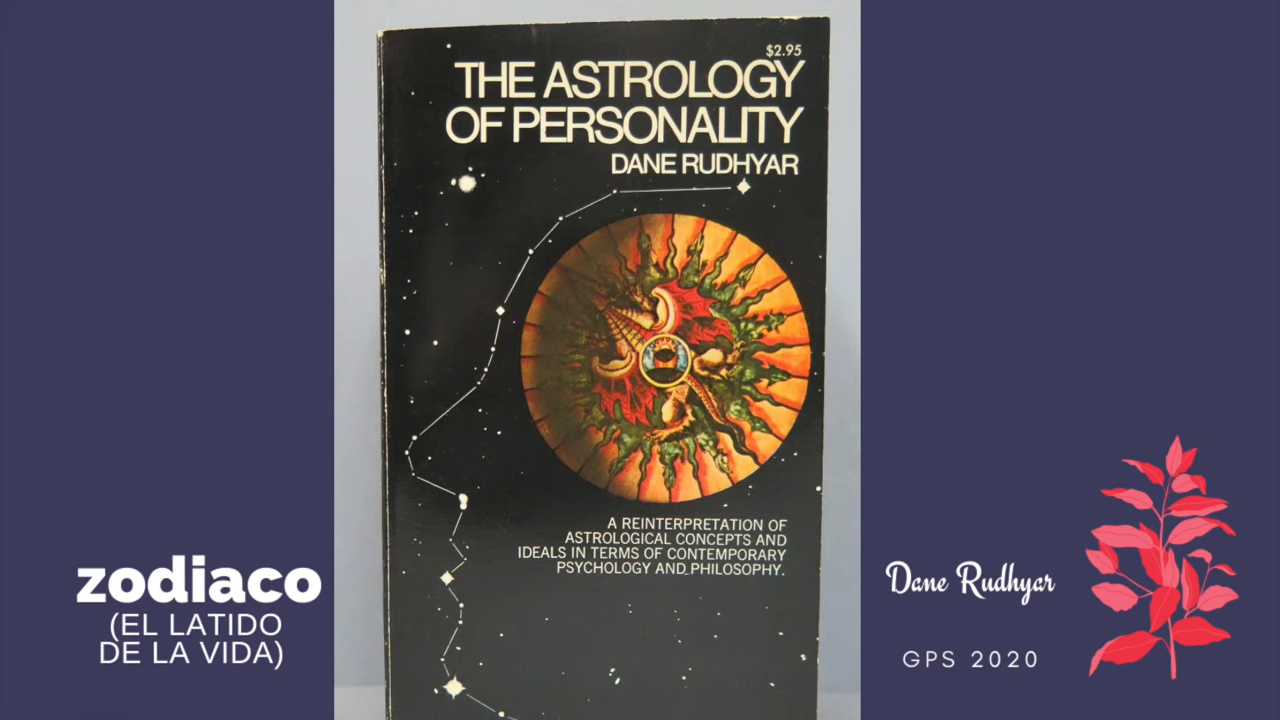 $2.95
THE ASTROLOGY
OF PERSONALITY
DANE RUDHYAR
A REINTERPRETATION OF
ASTROLOGICAL CONCEPTS AND
IDEALS IN TERMS OF CONTEMPORARY
PSYCHOLOGY AND PHILOSOPHY.
zodiaco
(EL LATIDO
DE LA VIDA)
Dane Rudhyar
GPS 2020